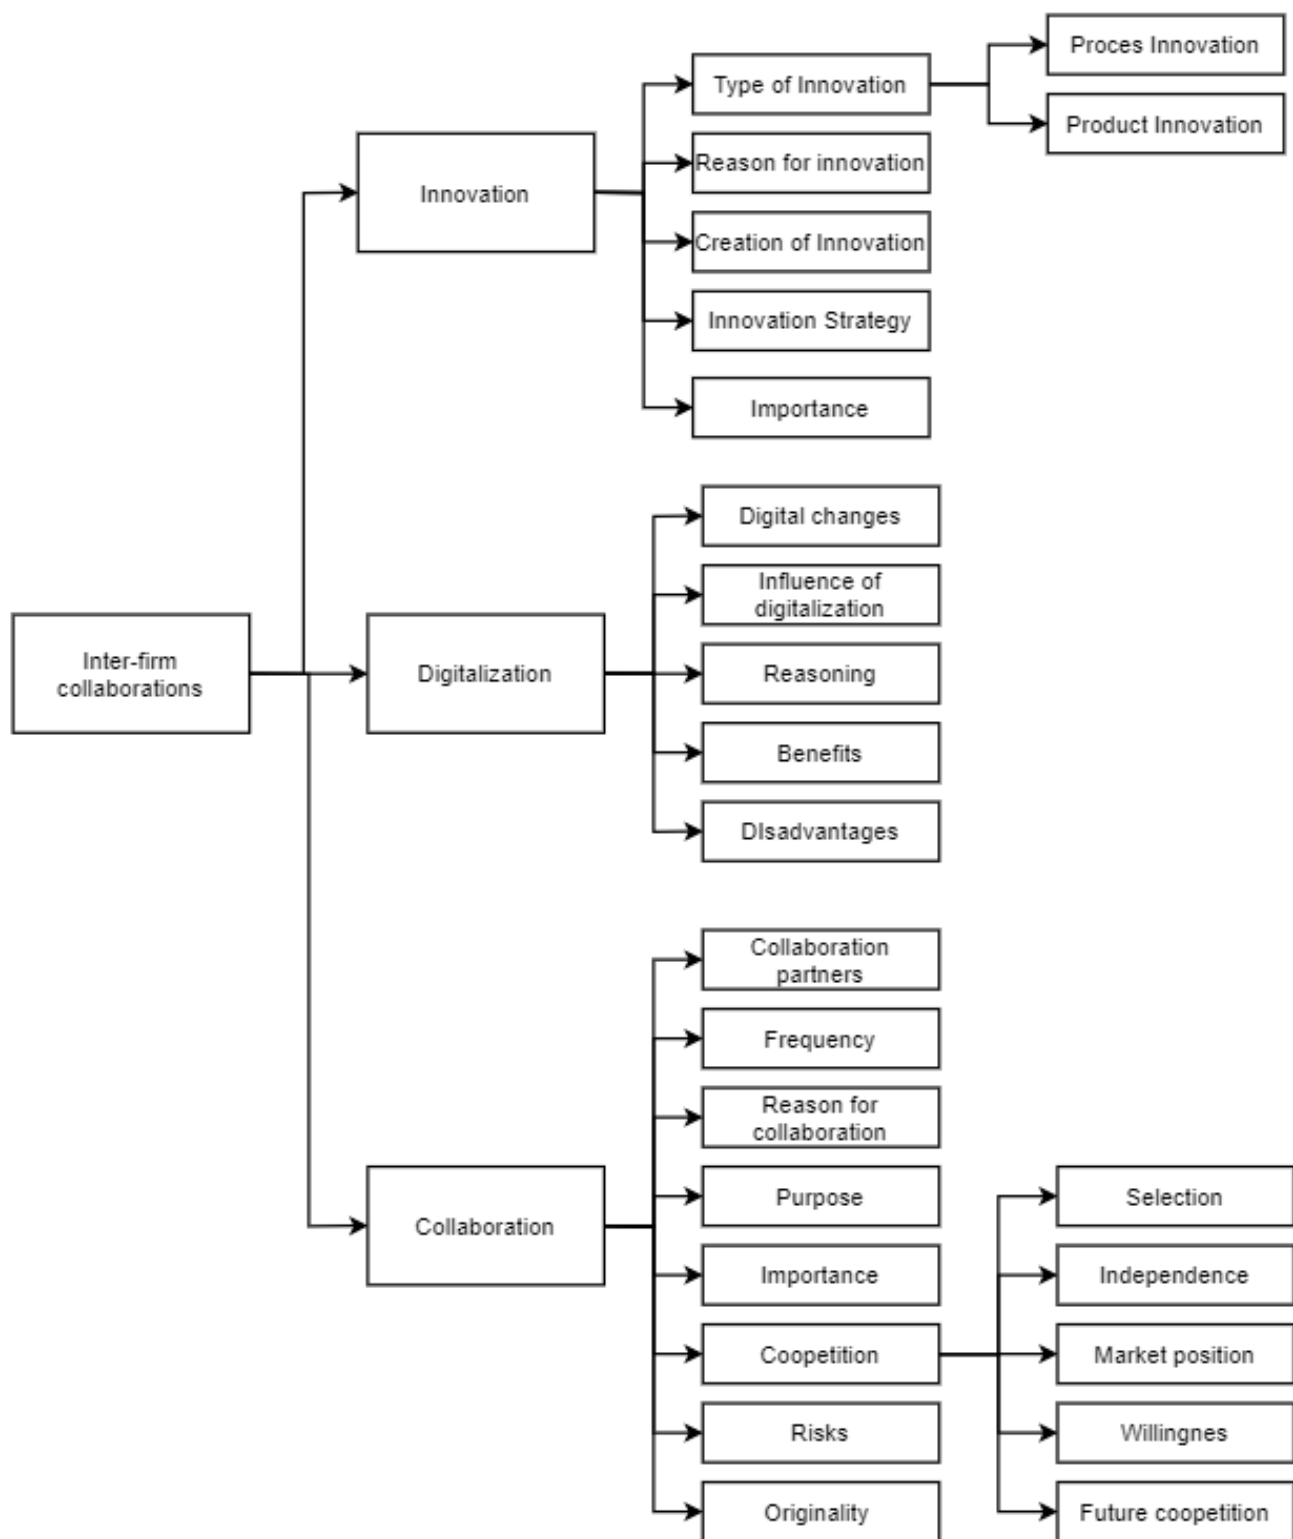 Proces Innovation
Type of Innovation
Product Innovation
Reason for innovation
Innovation
Creation of Innovation
Innovation Strategy
Importance
Digital changes
Influence of
digitalization
Inter-firm
collaborations
Digitalization
Reasoning
Benefits
DIsadvantages
Collaboration
partners
Frequency
Reason for
collaboration
Purpose
Selection
Collaboration
Importance
Independence
Coopetition
Market position
Risks
Willingnes
Originality
Future coopetition